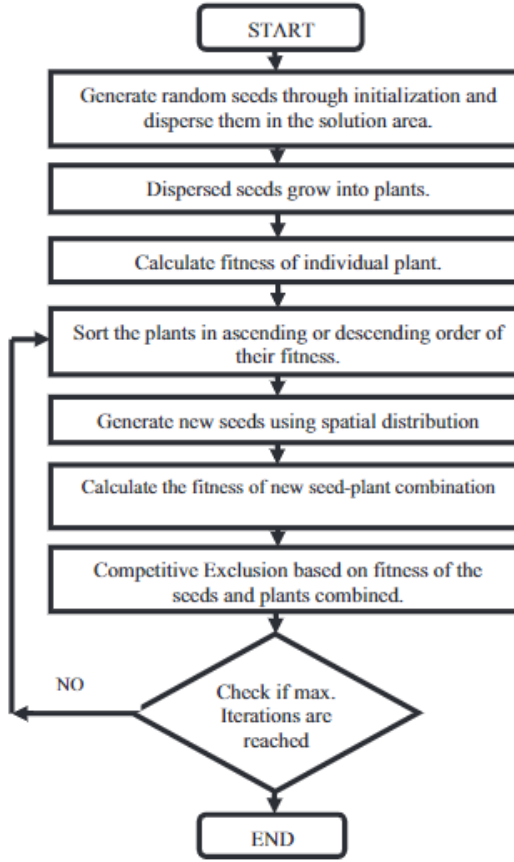 START
Generate random seeds through initialization and
disperse them in the solution area.
Dispersed seeds grow into plants.
Calculate fitness of individual plant.
Sort the plants in ascending or descending order of
their fitness.
Generate new seeds using spatial distribution
Calculate the fitness of new seed-plant combination
Competitive Exclusion based on fitness of the
seeds and plants combined.
Check if max.
Iterations are
reached
NO
END